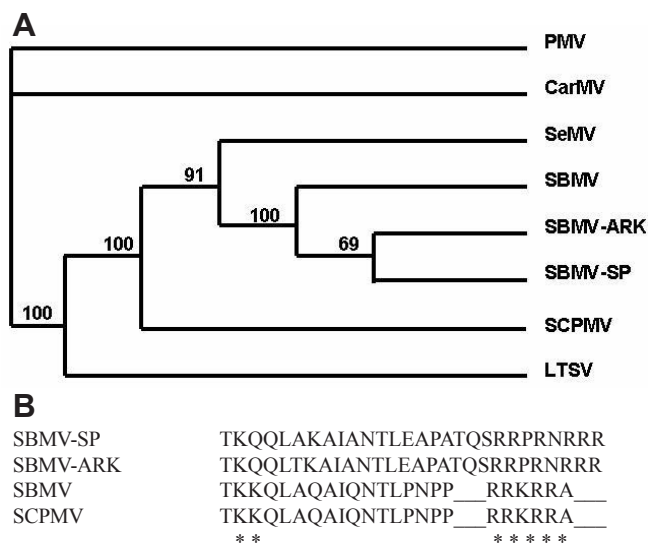 A
PMV
CarMV
SeMV
91
SBMV
100
SBMV-ARK
69
100
SBMV-SP
SCPMV
100
LTSV
B
SBMV-SP TKQQLAKAIANTLEAPATQSRRPRNRRR
SBMV-ARK TKQQLTKAIANTLEAPATQSRRPRNRRR
SBMV TKKQLAQAIQNTLPNPP___RRKRRA___
SCPMV TKKQLAQAIQNTLPNPP___RRKRRA___
* * * * * * *